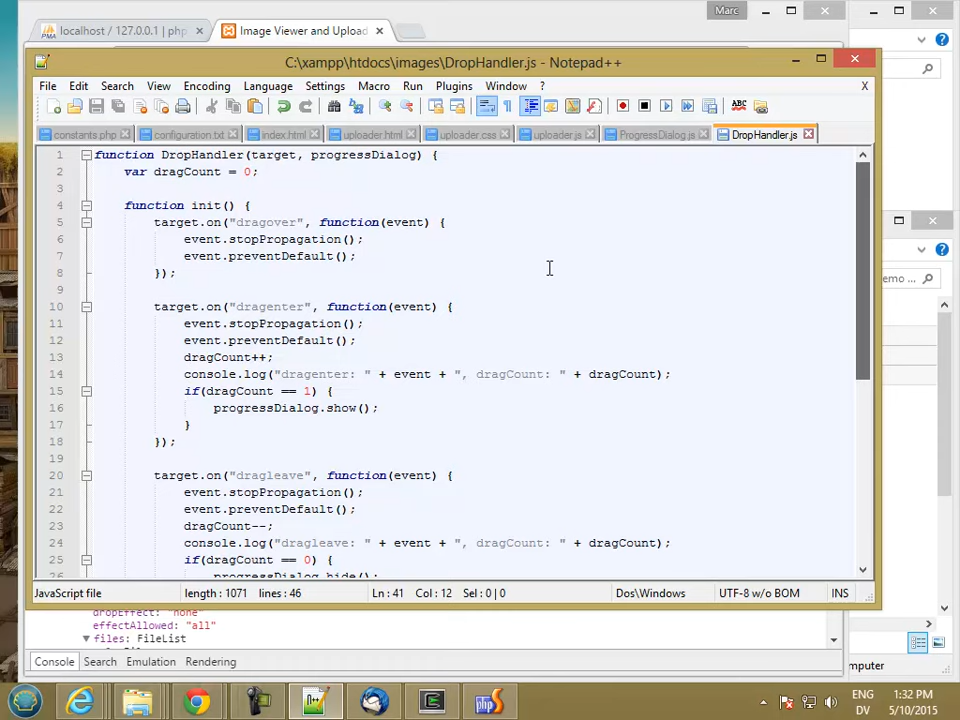 Marc
localhost / 127.0.0.1 | php
Image Viewer and Upload
C:\xampp\htdocs\images\DropHandler.js - Notepad++
File Edit Search View Encoding Language Settings Macro Run Plugins Window ? X
constants.php configuration.txt index.html uploader.html uploader.css uploader.js ProgressDialog.js DropHandler.js
1 function DropHandler(target, progressDialog) {
2 var dragCount = 0;
3
4 function init() {
5 target.on("dragover", function(event) {
6 event.stopPropagation();
7 event.preventDefault();
8 });
9
10 target.on("dragenter", function(event) {
11 event.stopPropagation();
12 event.preventDefault();
13 dragCount++;
14 console.log("dragenter: " + event + ", dragCount: " + dragCount);
15 if(dragCount == 1) {
16 progressDialog.show();
17 }
18 });
19
20 target.on("dragleave", function(event) {
21 event.stopPropagation();
22 event.preventDefault();
23 dragCount--;
24 console.log("dragleave: " + event + ", dragCount: " + dragCount);
25 if(dragCount == 0) {
26 progressDialog.hide();
emo ...
JavaScript file length : 1071 lines : 46 Ln : 41 Col : 12 Sel : 0 | 0 Dos\Windows UTF-8 w/o BOM INS
dropEffect: "none"
effectAllowed: "all"
files: FileList
Console Search Emulation Rendering
mputer
ENG 1:32 PM
DV 5/10/2015